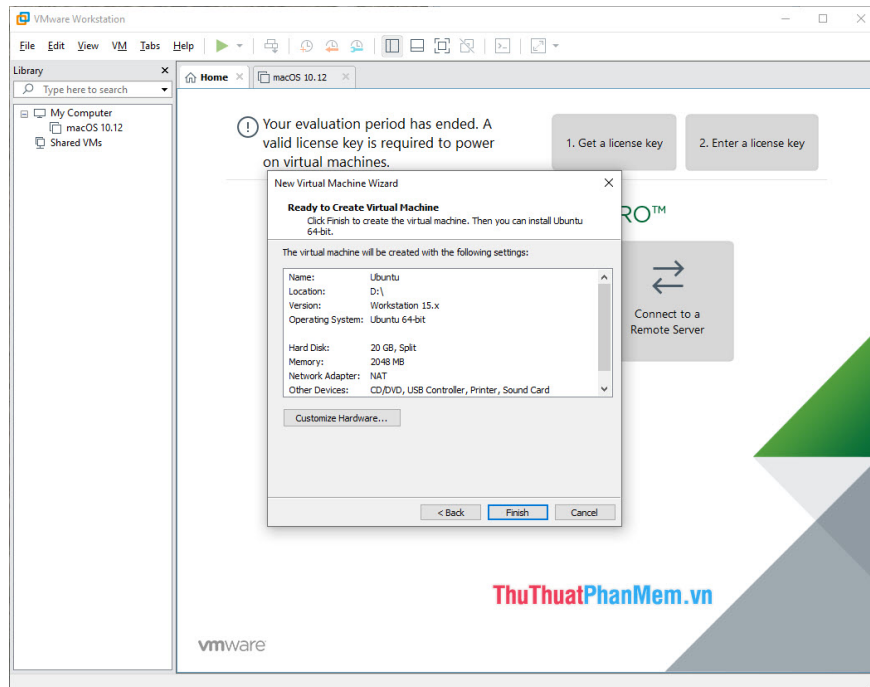 VMware Workstation
File Edit View VM Tabs Help
Library
Type here to search
My Computer
macOS 10.12
Shared VMs
Home
macOS 10.12
Your evaluation period has ended. A
valid license key is required to power
on virtual machines.
1. Get a license key
2. Enter a license key
RO™
Connect to a
Remote Server
New Virtual Machine Wizard
Ready to Create Virtual Machine
Click Finish to create the virtual machine. Then you can install Ubuntu
64-bit.
The virtual machine will be created with the following settings:
Name: Ubuntu
Location: D:\
Version: Workstation 15.x
Operating System: Ubuntu 64-bit
Hard Disk: 20 GB, Split
Memory: 2048 MB
Network Adapter: NAT
Other Devices: CD/DVD, USB Controller, Printer, Sound Card
Customize Hardware...
< Back Finish Cancel
ThuThuatPhanMem.vn
vmware